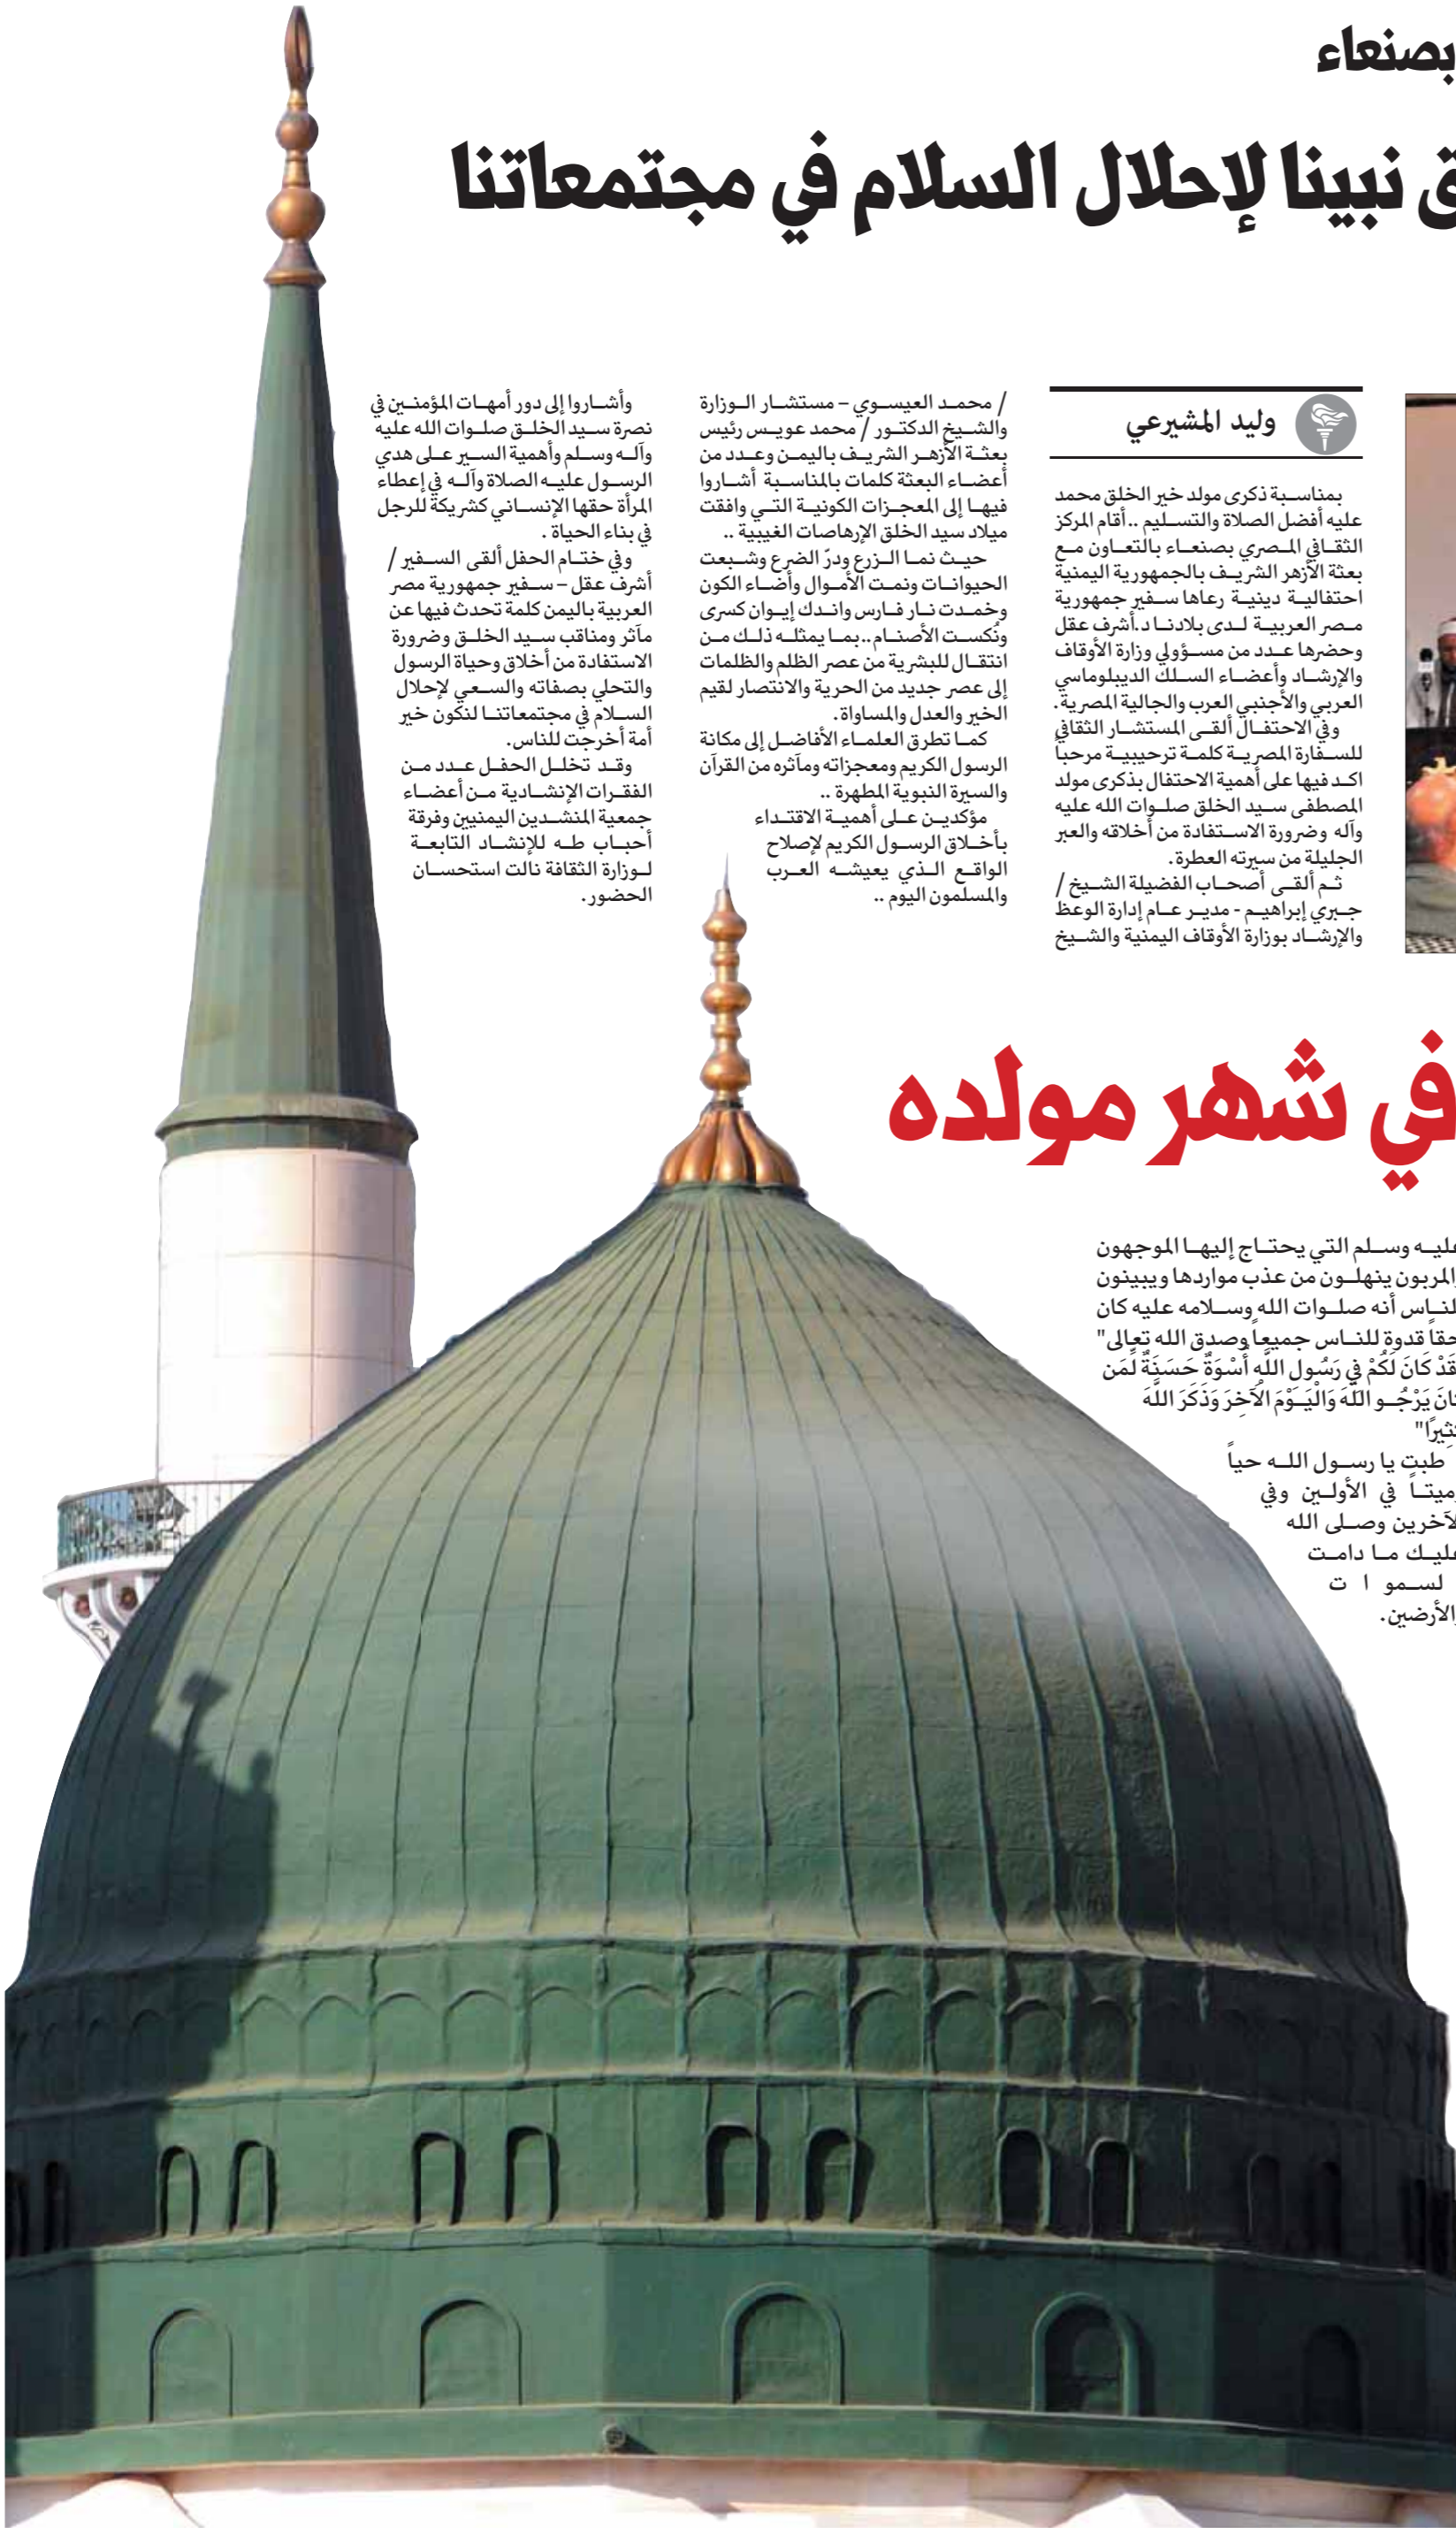 بصنعاء
نبينا لإحلال السلام في مجتمعاتنا
وليد المشيرعي
بمناسبة ذكرى مولد خير الخلق محمد
عليه أفضل الصلاة والتسليم .. أقام المركز
الثقافي المصري بصنعاء بالتعاون مع
بعثة الأزهر الشريف بالجمهورية اليمنية
احتفالية دينية رعاها سفير جمهورية
مصر العربية لدى بلادنا د.أشرف عقل
وحضرها عدد من مسؤولي وزارة الأوقاف
والإرشاد وأعضاء السلك الديبلوماسي
العربي والأجنبي العرب والجالية المصرية.
وفي الاحتفال ألقى المستشار الثقافي
للسفارة المصرية كلمة ترحيبية مرحباً
اكد فيها على أهمية الاحتفال بذكرى مولد
المصطفى سيد الخلق صلوات الله عليه
وآله وضرورة الاستفادة من أخلاقه والعبر
الجليلة من سيرته العطرة.
ثم ألقى أصحاب الفضيلة الشيخ /
جبري إبراهيم - مدير عام إدارة الوعظ
والإرشاد بوزارة الأوقاف اليمنية والشيخ
/ محمد العيسوي – مستشار الوزارة
والشيخ الدكتور / محمد عويس رئيس
بعثة الأزهر الشريف باليمن وعدد من
أعضاء البعثة كلمات بالمناسبة أشاروا
فيها إلى المعجزات الكونية التي وافقت
ميلاد سيد الخلق الإرهاصات الغيبية ..
حيث نما الزرع ودرّ الضرع وشبعت
الحيوانات ونمت الأموال وأضاء الكون
وخمدت نار فارس واندك إيوان كسرى
ونُكست الأصنام .. بما يمثله ذلك من
انتقال للبشرية من عصر الظلم والظلمات
إلى عصر جديد من الحرية والانتصار لقيم
الخير والعدل والمساواة.
كما تطرق العلماء الأفاضل إلى مكانة
الرسول الكريم ومعجزاته ومآثره من القرآن
والسيرة النبوية المطهرة ..
مؤكدين على أهمية الاقتداء
بأخلاق الرسول الكريم لإصلاح
الواقع الذي يعيشه العرب
والمسلمون اليوم ..
وأشاروا إلى دور أمهات المؤمنين في
نصرة سيد الخلق صلوات الله عليه
وآله وسلم وأهمية السير على هدي
الرسول عليه الصلاة وآله في إعطاء
المرأة حقها الإنساني كشريكة للرجل
في بناء الحياة .
وفي ختام الحفل ألقى السفير /
أشرف عقل – سفير جمهورية مصر
العربية باليمن كلمة تحدث فيها عن
مآثر ومناقب سيد الخلق وضرورة
الاستفادة من أخلاق وحياة الرسول
والتحلي بصفاته والسعي لإحلال
السلام في مجتمعاتنا لنكون خير
أمة أخرجت للناس.
وقد تخلل الحفل عدد من
الفقرات الإنشادية من أعضاء
جمعية المنشدين اليمنيين وفرقة
أحباب طه للإنشاد التابعة
لوزارة الثقافة نالت استحسان
الحضور.
في شهر مولده
عليه وسلم التي يحتاج إليها الموجهون
المربون ينهلون من عذب مواردها ويبينون
لناس أنه صلوات الله وسلامه عليه كان
حقاً قدوة للناس جميعاً وصدق الله تعالى"
قَدْ كَانَ لَكُمْ فِي رَسُولِ اللَّهِ أُسْوَةٌ حَسَنَةٌ لِّمَن
انَ يَرْجُو اللَّهَ وَالْيَوْمَ الْآخِرَ وَذَكَرَ اللَّهَ
ثِيرًا"
طبت يا رسول الله حياً
ميتاً في الأولين وفي
لآخرين وصلى الله
عليك ما دامت
لسموات
الأرضين.